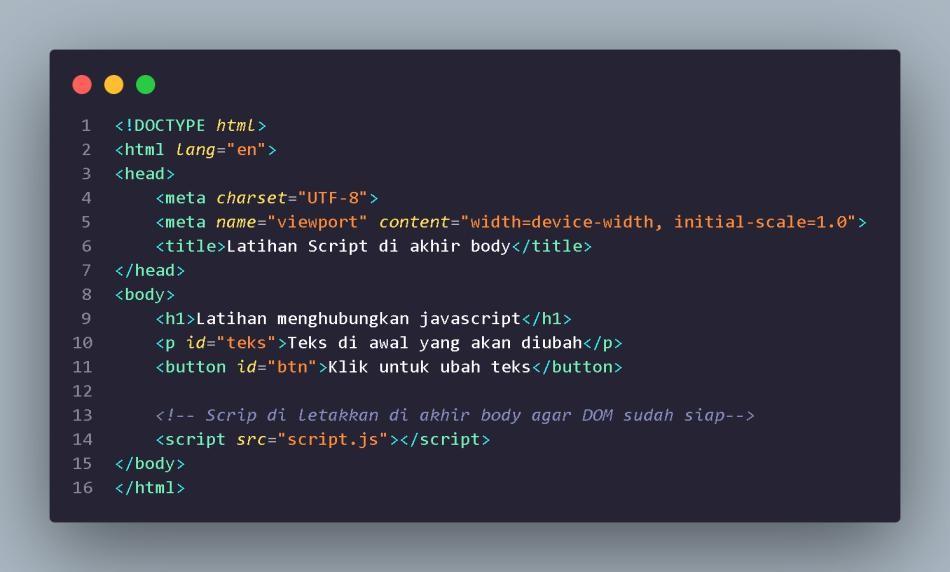 1 <!DOCTYPE html>
2 <html lang="en">
3 <head>
4     <meta charset="UTF-8">
5     <meta name="viewport" content="width=device-width, initial-scale=1.0">
6     <title>Latihan Script di akhir body</title>
7 </head>
8 <body>
9     <h1>Latihan menghubungkan javascript</h1>
10     <p id="teks">Teks di awal yang akan diubah</p>
11     <button id="btn">Klik untuk ubah teks</button>
12
13     <!-- Scrip di letakkan di akhir body agar DOM sudah siap-->
14     <script src="script.js"></script>
15 </body>
16 </html>